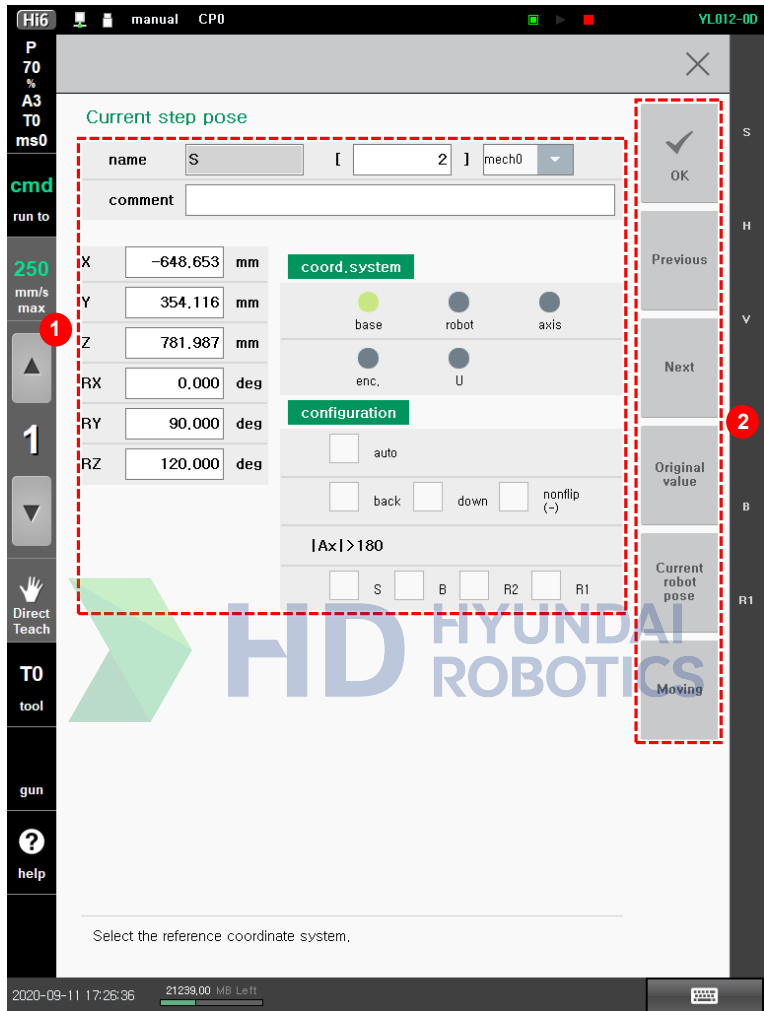 Hi6 manual CP0 YL012-0D
P
70
%
A3
T0
ms0
cmd
run to
250
mm/s
max
1
1
Direct
Teach
T0
tool
gun
?
help
Current step pose
name S [ 2 ] mech0
comment
X -648,653 mm
Y 354,116 mm
Z 781,987 mm
RX 0,000 deg
RY 90,000 deg
RZ 120,000 deg
coord,system
base robot axis
enc, U
configuration
auto
back down nonflip
(-)
|Ax|>180
S B R2 R1
OK
Previous
Next
Original
value
Current
robot
pose
Moving
2
S
H
V
B
R1
HD HYUNDAI
ROBOTICS
Select the reference coordinate system,
2020-09-11 17:26:36 21239,00 MB Left